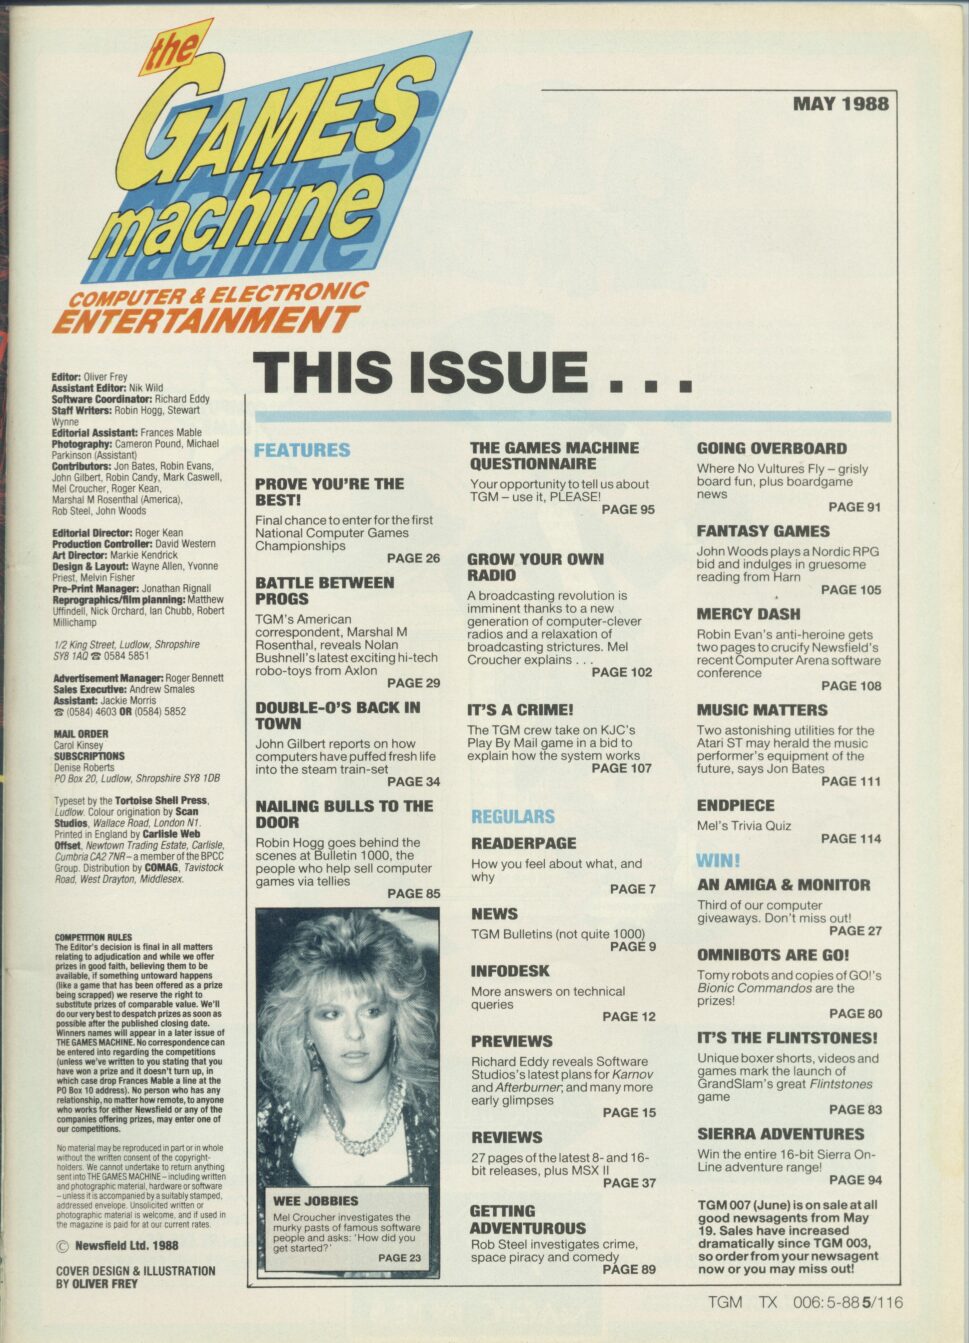 the
GAMES
machine
COMPUTER & ELECTRONIC
ENTERTAINMENT
MAY 1988
THIS ISSUE . . .
Editor: Oliver Frey
Assistant Editor: Nik Wild
Software Coordinator: Richard Eddy
Staff Writers: Robin Hogg, Stewart
Wynne
Editorial Assistant: Frances Mable
Photography: Cameron Pound, Michael
Parkinson (Assistant)
Contributors: Jon Bates, Robin Evans,
John Gilbert, Robin Candy, Mark Caswell,
Mel Croucher, Roger Kean,
Marshal M Rosenthal (America),
Rob Steel, John Woods
Editorial Director: Roger Kean
Production Controller: David Western
Art Director: Markie Kendrick
Design & Layout: Wayne Allen, Yvonne
Priest, Melvin Fisher
Pre-Print Manager: Jonathan Rignall
Reprographics/film planning: Matthew
Uffindell, Nick Orchard, Ian Chubb, Robert
Millichamp
1/2 King Street, Ludlow, Shropshire
SY8 1AQ ☎ 0584 5851
Advertisement Manager: Roger Bennett
Sales Executive: Andrew Smales
Assistant: Jackie Morris
☎ (0584) 4603 OR (0584) 5852
MAIL ORDER
Carol Kinsey
SUBSCRIPTIONS
Denise Roberts
PO Box 20, Ludlow, Shropshire SY8 1DB
Typeset by the Tortoise Shell Press,
Ludlow. Colour origination by Scan
Studios, Wallace Road, London N1.
Printed in England by Carlisle Web
Offset, Newtown Trading Estate, Carlisle,
Cumbria CA2 7NR – a member of the BPCC
Group. Distribution by COMAG, Tavistock
Road, West Drayton, Middlesex.
COMPETITION RULES
The Editor's decision is final in all matters
relating to adjudication and while we offer
prizes in good faith, believing them to be
available, if something untoward happens
(like a game that has been offered as a prize
being scrapped) we reserve the right to
substitute prizes of comparable value. We'll
do our very best to despatch prizes as soon as
possible after the published closing date.
Winners names will appear in a later issue of
THE GAMES MACHINE. No correspondence can
be entered into regarding the competitions
(unless we've written to you stating that you
have won a prize and it doesn't turn up, in
which case drop Frances Mable a line at the
PO Box 10 address). No person who has any
relationship, no matter how remote, to anyone
who works for either Newsfield or any of the
companies offering prizes, may enter one of
our competitions.
No material may be reproduced in part or in whole
without the written consent of the copyright-
holders. We cannot undertake to return anything
sent into THE GAMES MACHINE – including written
and photographic material, hardware or software
– unless it is accompanied by a suitably stamped,
addressed envelope. Unsolicited written or
photographic material is welcome, and if used in
the magazine is paid for at our current rates.
© Newsfield Ltd. 1988
COVER DESIGN & ILLUSTRATION
BY OLIVER FREY
FEATURES
PROVE YOU'RE THE
BEST!
Final chance to enter for the first
National Computer Games
Championships
PAGE 26
BATTLE BETWEEN
PROGS
TGM's American
correspondent, Marshal M
Rosenthal, reveals Nolan
Bushnell's latest exciting hi-tech
robo-toys from Axlon
PAGE 29
DOUBLE-O'S BACK IN
TOWN
John Gilbert reports on how
computers have puffed fresh life
into the steam train-set
PAGE 34
NAILING BULLS TO THE
DOOR
Robin Hogg goes behind the
scenes at Bulletin 1000, the
people who help sell computer
games via tellies
PAGE 85
WEE JOBBIES
Mel Croucher investigates the
murky pasts of famous software
people and asks: 'How did you
get started?'
PAGE 23
THE GAMES MACHINE
QUESTIONNAIRE
Your opportunity to tell us about
TGM – use it, PLEASE!
PAGE 95
GROW YOUR OWN
RADIO
A broadcasting revolution is
imminent thanks to a new
generation of computer-clever
radios and a relaxation of
broadcasting strictures. Mel
Croucher explains . . .
PAGE 102
IT'S A CRIME!
The TGM crew take on KJC's
Play By Mail game in a bid to
explain how the system works
PAGE 107
REGULARS
READERPAGE
How you feel about what, and
why
PAGE 7
NEWS
TGM Bulletins (not quite 1000)
PAGE 9
INFODESK
More answers on technical
queries
PAGE 12
PREVIEWS
Richard Eddy reveals Software
Studios's latest plans for Karnov
and Afterburner; and many more
early glimpses
PAGE 15
REVIEWS
27 pages of the latest 8- and 16-
bit releases, plus MSX II
PAGE 37
GETTING
ADVENTUROUS
Rob Steel investigates crime,
space piracy and comedy
PAGE 89
GOING OVERBOARD
Where No Vultures Fly – grisly
board fun, plus boardgame
news
PAGE 91
FANTASY GAMES
John Woods plays a Nordic RPG
bid and indulges in gruesome
reading from Harn
PAGE 105
MERCY DASH
Robin Evan's anti-heroine gets
two pages to crucify Newsfield's
recent Computer Arena software
conference
PAGE 108
MUSIC MATTERS
Two astonishing utilities for the
Atari ST may herald the music
performer's equipment of the
future, says Jon Bates
PAGE 111
ENDPIECE
Mel's Trivia Quiz
PAGE 114
WIN!
AN AMIGA & MONITOR
Third of our computer
giveaways. Don't miss out!
PAGE 27
OMNIBOTS ARE GO!
Tomy robots and copies of GO!'s
Bionic Commandos are the
prizes!
PAGE 80
IT'S THE FLINTSTONES!
Unique boxer shorts, videos and
games mark the launch of
GrandSlam's great Flintstones
game
PAGE 83
SIERRA ADVENTURES
Win the entire 16-bit Sierra On-
Line adventure range!
PAGE 94
TGM 007 (June) is on sale at all
good newsagents from May
19. Sales have increased
dramatically since TGM 003,
so order from your newsagent
now or you may miss out!
TGM TX 006:5-88 5/116